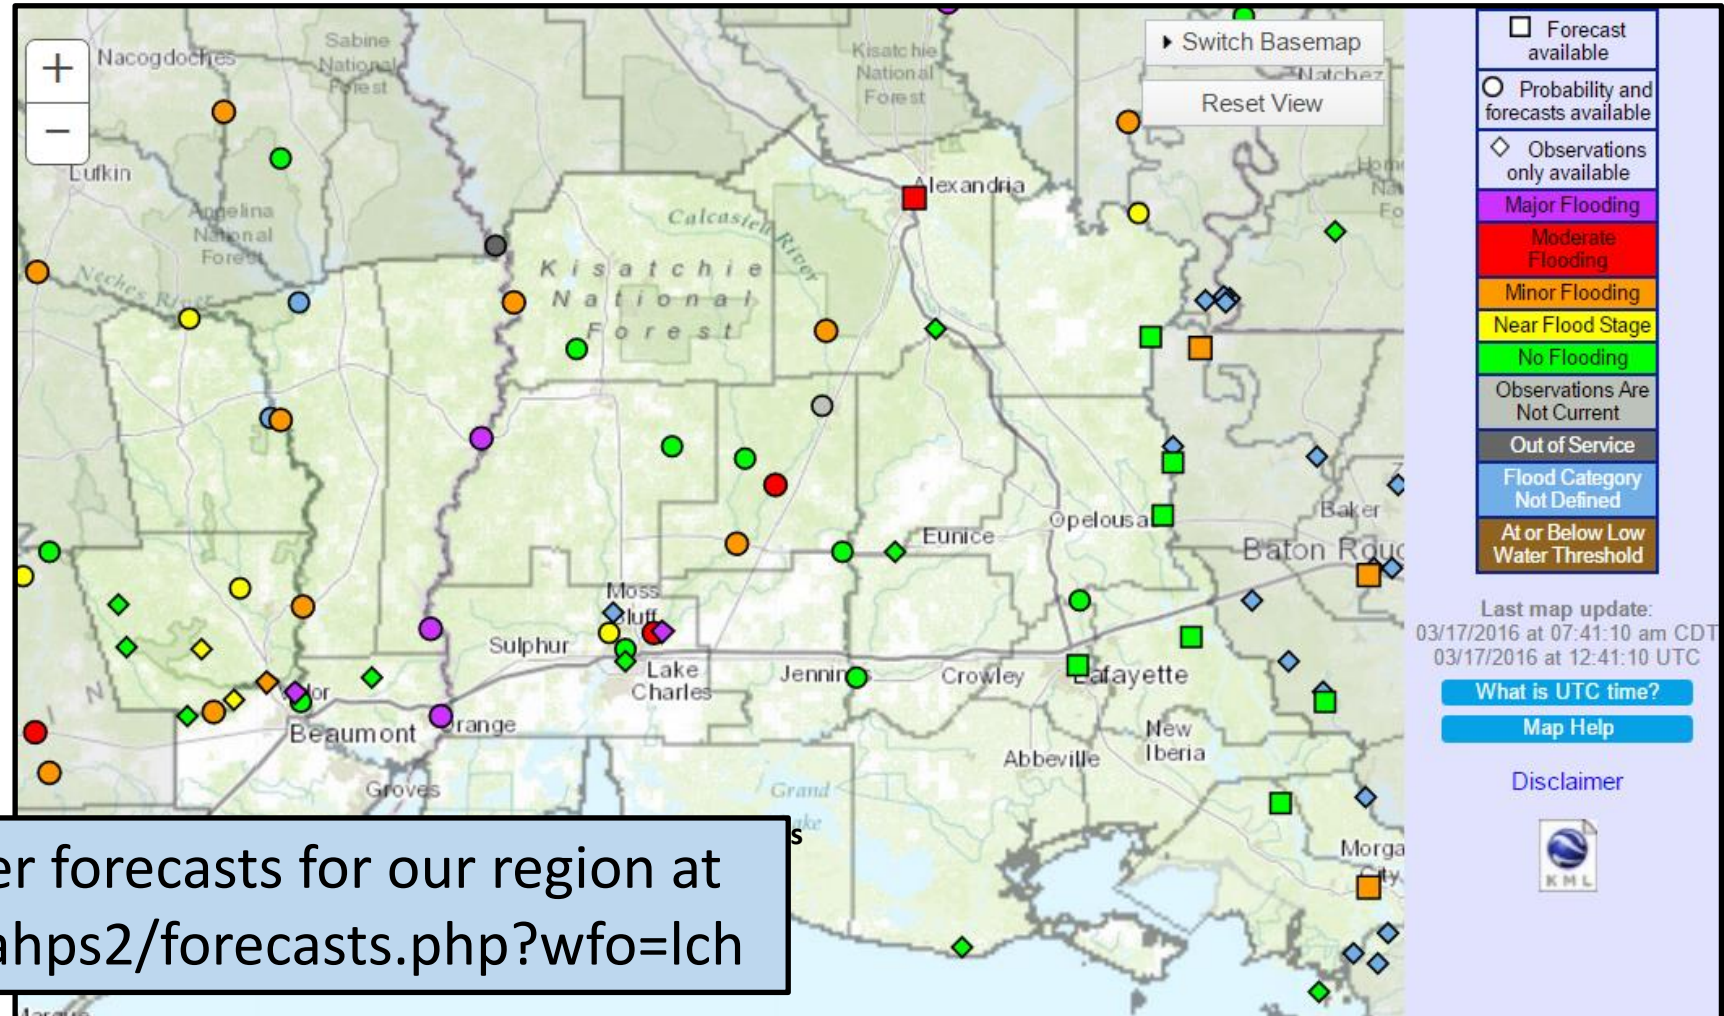 +
−
Nacogdoches
Sabine
National
Forest
Kisatchie
National
Forest
Switch Basemap
Natchez
Reset View
Lufkin
Alexandria
Angelina
National
Forest
Calcasieu River
Neches River
Kisatchie
National
Forest
Eunice
Opelousa
Baker
Baton Roug
Moss
Bluff
Sulphur
Lake
Charles
Jennings
Crowley
Lafayette
Beaumont
Orange
New
Iberia
Abbeville
Groves
Grand
ake
s
Morga
City
er forecasts for our region at
ahps2/forecasts.php?wfo=lch
Forecast
available
Probability and
forecasts available
Observations
only available
Major Flooding
Moderate
Flooding
Minor Flooding
Near Flood Stage
No Flooding
Observations Are
Not Current
Out of Service
Flood Category
Not Defined
At or Below Low
Water Threshold
Last map update:
03/17/2016 at 07:41:10 am CDT
03/17/2016 at 12:41:10 UTC
What is UTC time?
Map Help
Disclaimer
KML